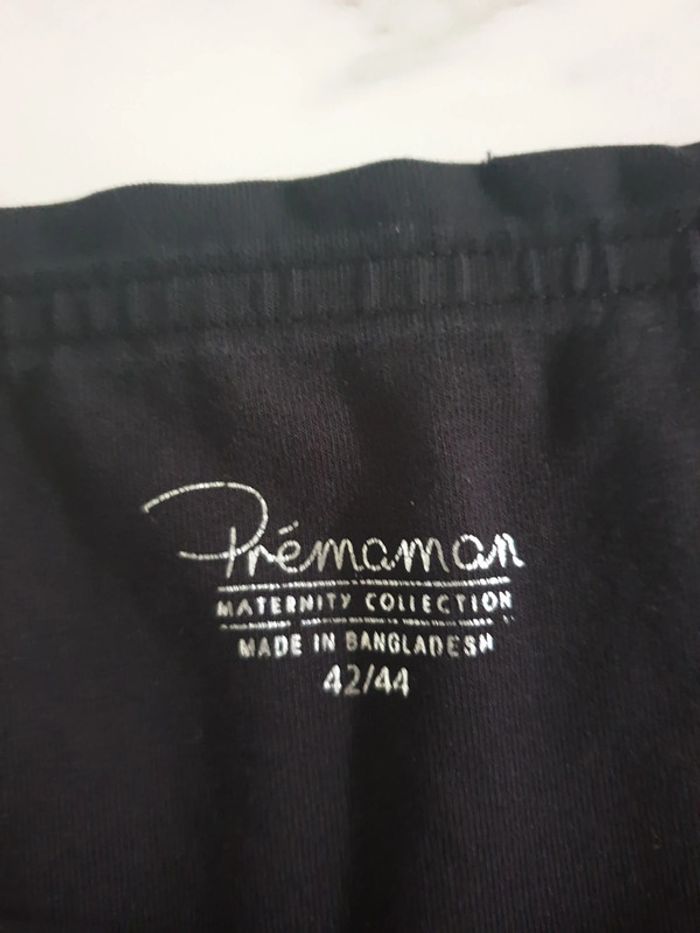 Prémaman
MATERNITY COLLECTION
MADE IN BANGLADESH
42/44